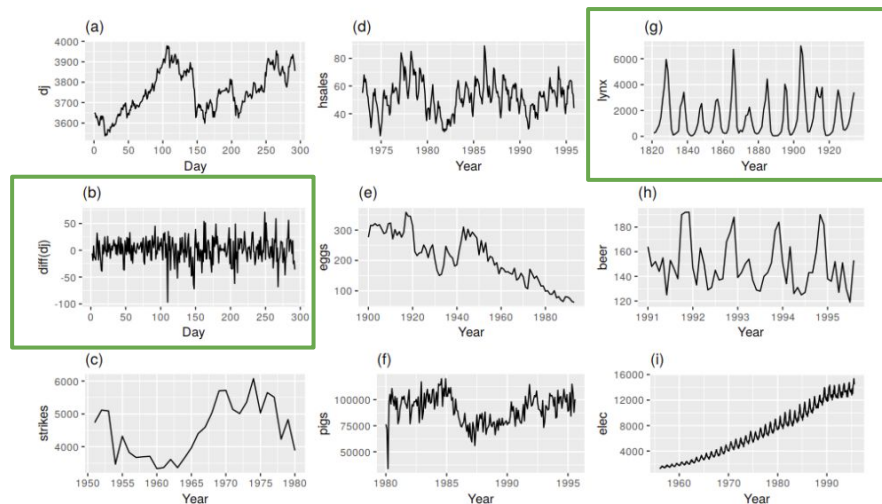 (a)
4000
3900
3800
3700
3600
dj
0 50 100 150 200 250 300
Day
(d)
80
60
40
hsales
1975 1980 1985 1990 1995
Year
(g)
6000
4000
2000
0
lynx
1820 1840 1860 1880 1900 1920
Year
(b)
50
0
-50
-100
diff(dj)
0 50 100 150 200 250 300
Day
(e)
300
200
100
eggs
1900 1920 1940 1960 1980
Year
(h)
180
160
140
120
beer
1991 1992 1993 1994 1995
Year
(c)
6000
5000
4000
strikes
1950 1955 1960 1965 1970 1975 1980
Year
(f)
100000
75000
50000
pigs
1980 1985 1990 1995
Year
(i)
16000
12000
8000
4000
elec
1960 1970 1980 1990
Year